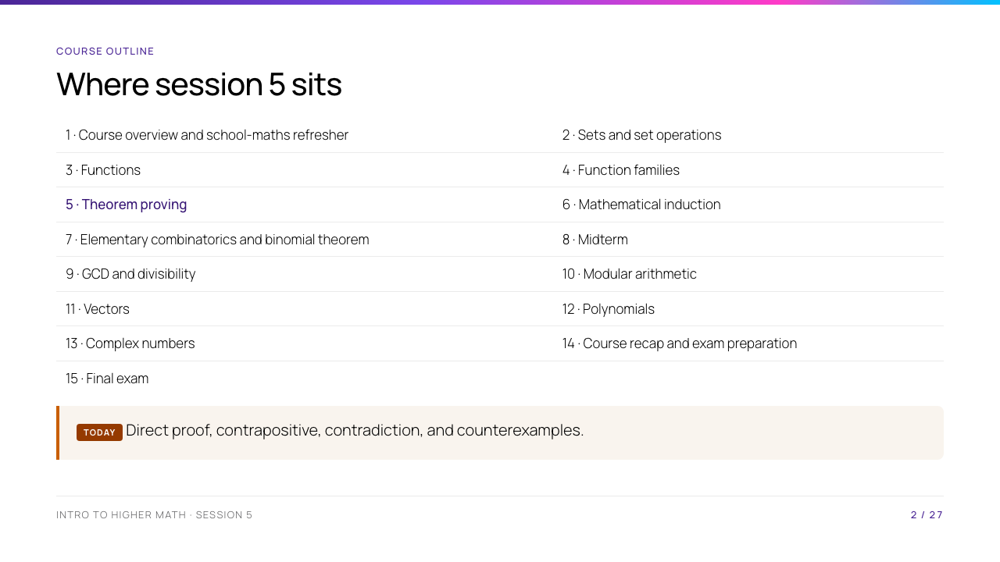 COURSE OUTLINE
Where session 5 sits
1 · Course overview and school-maths refresher
2 · Sets and set operations
3 · Functions
4 · Function families
5 · Theorem proving
6 · Mathematical induction
7 · Elementary combinatorics and binomial theorem
8 · Midterm
9 · GCD and divisibility
10 · Modular arithmetic
11 · Vectors
12 · Polynomials
13 · Complex numbers
14 · Course recap and exam preparation
15 · Final exam
TODAY Direct proof, contrapositive, contradiction, and counterexamples.
INTRO TO HIGHER MATH · SESSION 5
2 / 27